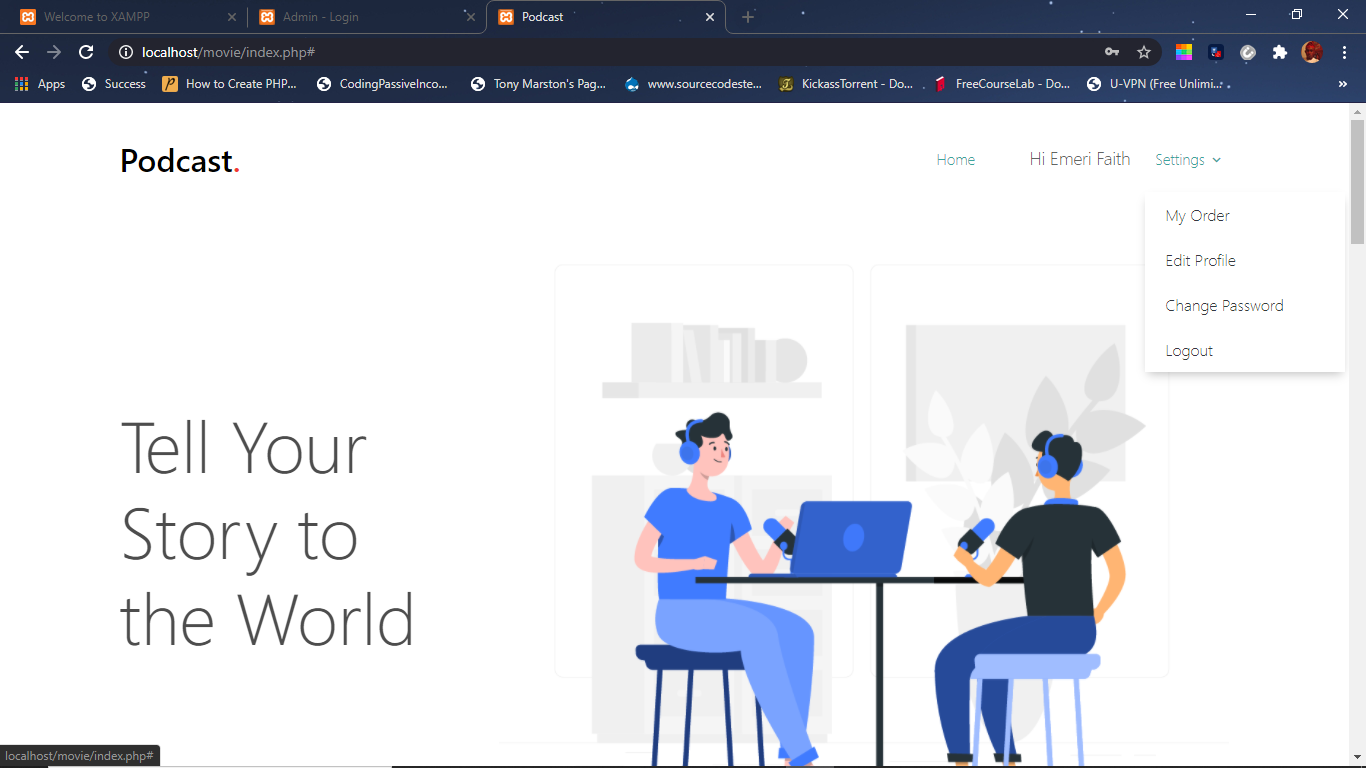 Welcome to XAMPP
Admin - Login
Podcast
localhost/movie/index.php#
Apps
Success
How to Create PHP...
CodingPassiveInco...
Tony Marston's Pag...
www.sourcecodeste...
KickassTorrent - Do...
FreeCourseLab - Do...
U-VPN (Free Unlimi...
»
Podcast.
Home
Hi Emeri Faith
Settings
My Order
Edit Profile
Change Password
Logout
Tell Your
Story to
the World
localhost/movie/index.php#